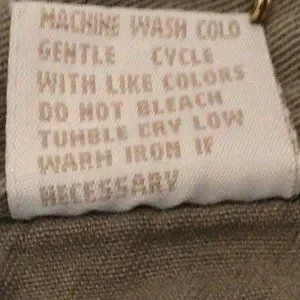 MACHINE WASH COLD
GENTLE CYCLE
WITH LIKE COLORS
DO NOT BLEACH
TUMBLE DRY LOW
WARM IRON IF
NECESSARY